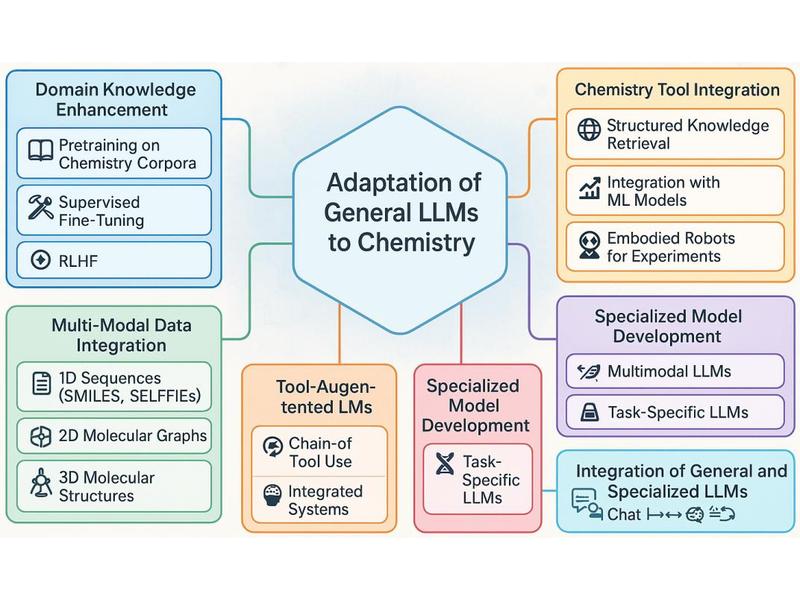 Domain Knowledge
Enhancement
Pretraining on
Chemistry Corpora
Supervised
Fine-Tuning
RLHF
Multi-Modal Data
Integration
1D Sequences
(SMILES, SELFFIEs)
2D Molecular Graphs
3D Molecular
Structures
Adaptation of
General LLMs
to Chemistry
Tool-Augen-
tented LMs
Chain-of
Tool Use
Integrated
Systems
Specialized
Model
Development
Task-
Specific
LLMs
Chemistry Tool Integration
Structured Knowledge
Retrieval
Integration with
ML Models
Embodied Robots
for Experiments
Specialized Model
Development
Multimodal LLMs
Task-Specific LLMs
Integration of General and
Specialized LLMs
Chat